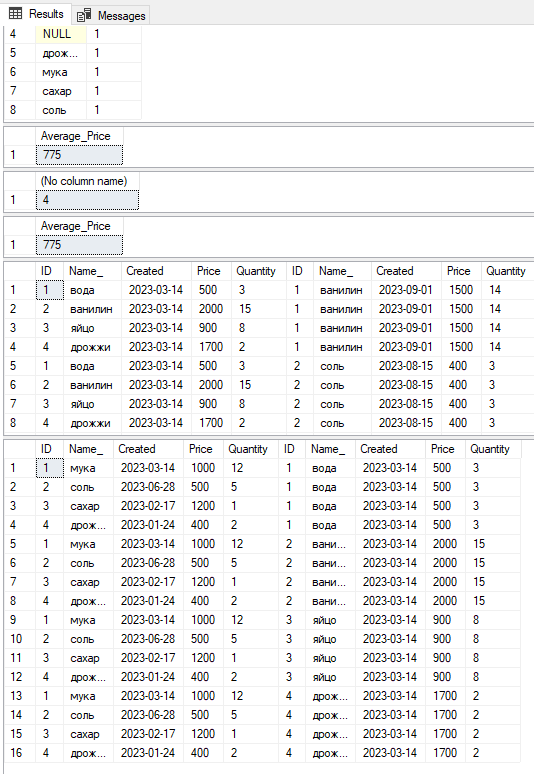 Results Messages
4 NULL 1
5 дрож... 1
6 мука 1
7 сахар 1
8 соль 1
Average_Price
1 775
(No column name)
1 4
Average_Price
1 775
ID Name_ Created Price Quantity ID Name_ Created Price Quantity
1 1 вода 2023-03-14 500 3 1 ванилин 2023-09-01 1500 14
2 2 ванилин 2023-03-14 2000 15 1 ванилин 2023-09-01 1500 14
3 3 яйцо 2023-03-14 900 8 1 ванилин 2023-09-01 1500 14
4 4 дрожжи 2023-03-14 1700 2 1 ванилин 2023-09-01 1500 14
5 1 вода 2023-03-14 500 3 2 соль 2023-08-15 400 3
6 2 ванилин 2023-03-14 2000 15 2 соль 2023-08-15 400 3
7 3 яйцо 2023-03-14 900 8 2 соль 2023-08-15 400 3
8 4 дрожжи 2023-03-14 1700 2 2 соль 2023-08-15 400 3
ID Name_ Created Price Quantity ID Name_ Created Price Quantity
1 1 мука 2023-03-14 1000 12 1 вода 2023-03-14 500 3
2 2 соль 2023-06-28 500 5 1 вода 2023-03-14 500 3
3 3 сахар 2023-02-17 1200 1 1 вода 2023-03-14 500 3
4 4 дрож... 2023-01-24 400 2 1 вода 2023-03-14 500 3
5 1 мука 2023-03-14 1000 12 2 вани... 2023-03-14 2000 15
6 2 соль 2023-06-28 500 5 2 вани... 2023-03-14 2000 15
7 3 сахар 2023-02-17 1200 1 2 вани... 2023-03-14 2000 15
8 4 дрож... 2023-01-24 400 2 2 вани... 2023-03-14 2000 15
9 1 мука 2023-03-14 1000 12 3 яйцо 2023-03-14 900 8
10 2 соль 2023-06-28 500 5 3 яйцо 2023-03-14 900 8
11 3 сахар 2023-02-17 1200 1 3 яйцо 2023-03-14 900 8
12 4 дрож... 2023-01-24 400 2 3 яйцо 2023-03-14 900 8
13 1 мука 2023-03-14 1000 12 4 дрож... 2023-03-14 1700 2
14 2 соль 2023-06-28 500 5 4 дрож... 2023-03-14 1700 2
15 3 сахар 2023-02-17 1200 1 4 дрож... 2023-03-14 1700 2
16 4 дрож... 2023-01-24 400 2 4 дрож... 2023-03-14 1700 2